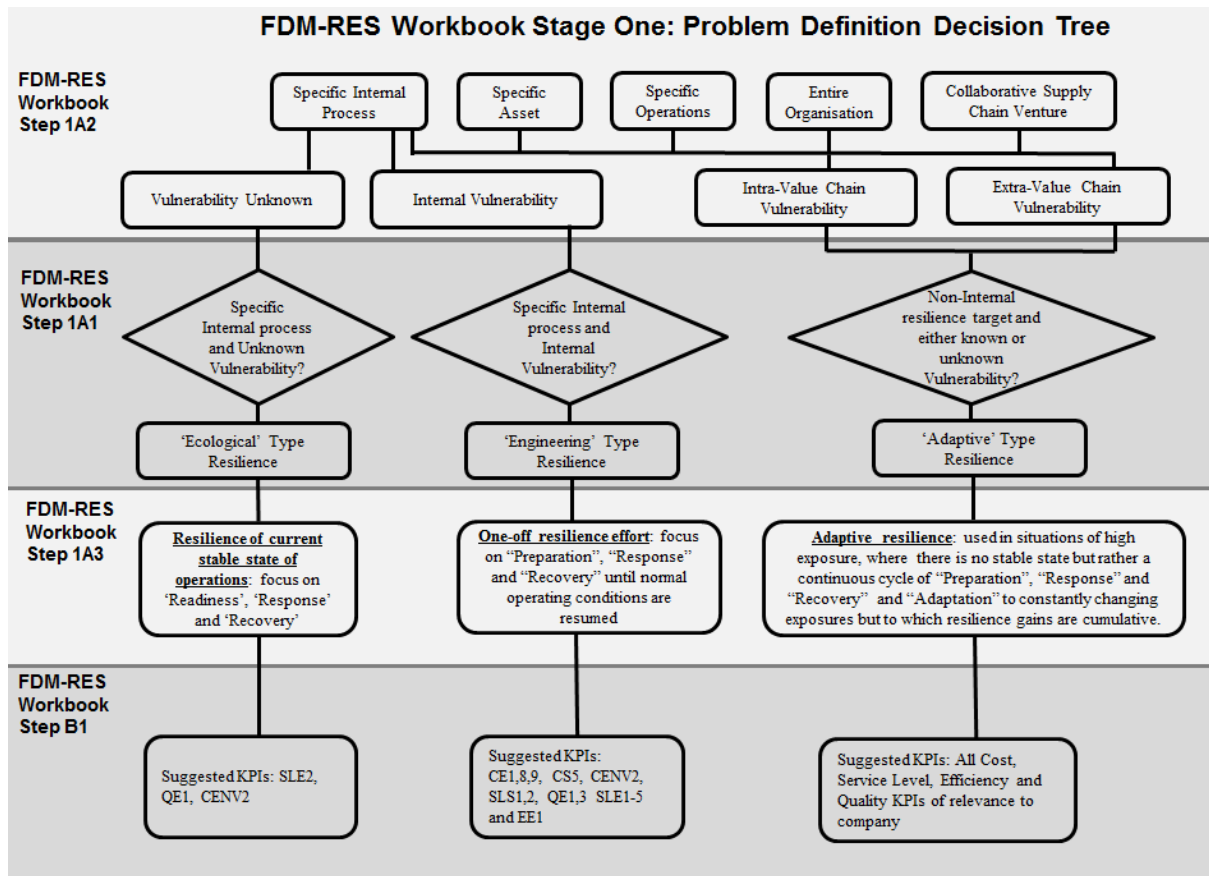 FDM-RES Workbook Stage One: Problem Definition Decision Tree
FDM-RES
Workbook
Step 1A2
Specific Internal
Process
Specific
Asset
Specific
Operations
Entire
Organisation
Collaborative Supply
Chain Venture
Vulnerability Unknown
Internal Vulnerability
Intra-Value Chain
Vulnerability
Extra-Value Chain
Vulnerability
FDM-RES
Workbook
Step 1A1
Specific
Internal process
and Unknown
Vulnerability?
Specific Internal
process and
Internal
Vulnerability?
Non-Internal
resilience target and
either known or
unknown
Vulnerability?
‘Ecological’ Type
Resilience
‘Engineering’ Type
Resilience
‘Adaptive’ Type
Resilience
FDM-RES
Workbook
Step 1A3
Resilience of current
stable state of
operations: focus on
‘Readiness’, ‘Response’
and ‘Recovery’
One-off resilience effort: focus
on “Preparation”, “Response”
and “Recovery” until normal
operating conditions are
resumed
Adaptive resilience: used in situations of high
exposure, where there is no stable state but rather a
continuous cycle of “Preparation”, “Response” and
“Recovery” and “Adaptation” to constantly changing
exposures but to which resilience gains are cumulative.
FDM-RES
Workbook
Step B1
Suggested KPIs: SLE2,
QE1, CENV2
Suggested KPIs:
CE1,8,9, CS5, CENV2,
SLS1,2, QE1,3 SLE1-5
and EE1
Suggested KPIs: All Cost,
Service Level, Efficiency and
Quality KPIs of relevance to
company